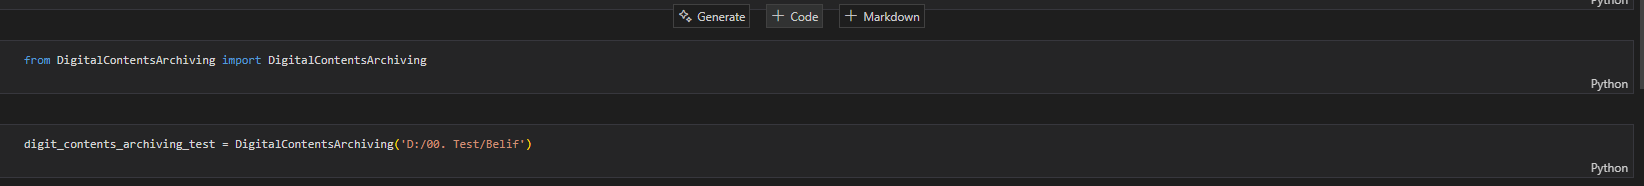 Python
Generate
Code
Markdown
from DigitalContentsArchiving import DigitalContentsArchiving
Python
digit_contents_archiving_test = DigitalContentsArchiving('D:/00. Test/Belif')
Python